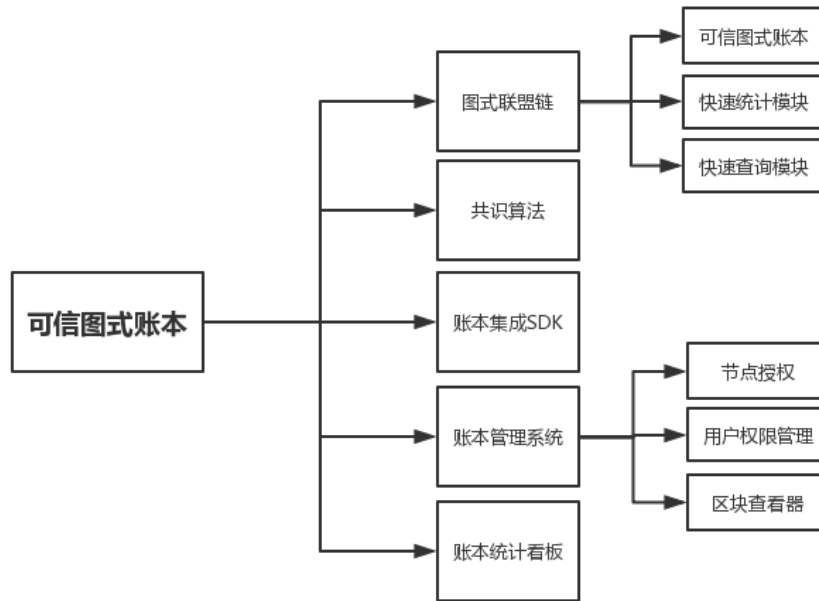 可信图式账本
图式联盟链
可信图式账本
快速统计模块
快速查询模块
共识算法
账本集成SDK
账本管理系统
节点授权
用户权限管理
区块查看器
账本统计看板